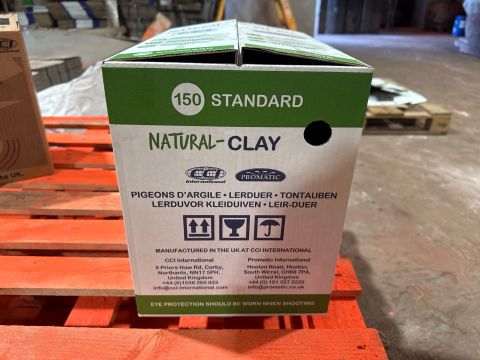 150 STANDARD
NATURAL-CLAY
CCI International
PROMATIC
PIGEONS D'ARGILE • LERDUER • TONTAUBEN
LERDUVOR KLEIDUIVEN • LEIR-DUER
MANUFACTURED IN THE UK AT CCI INTERNATIONAL
CCI International
5 Priors Haw Rd, Corby,
Northants, NN17 5PH,
United Kingdom
+44 (0)1536 260 933
info@cci-international.com
Promatic International
Hooton Road, Hooton,
South Wirral, CH66 7PA,
United Kingdom
+44 (0) 151 327 2220
info@promatic.co.uk
EYE PROTECTION SHOULD BE WORN WHEN SHOOTING